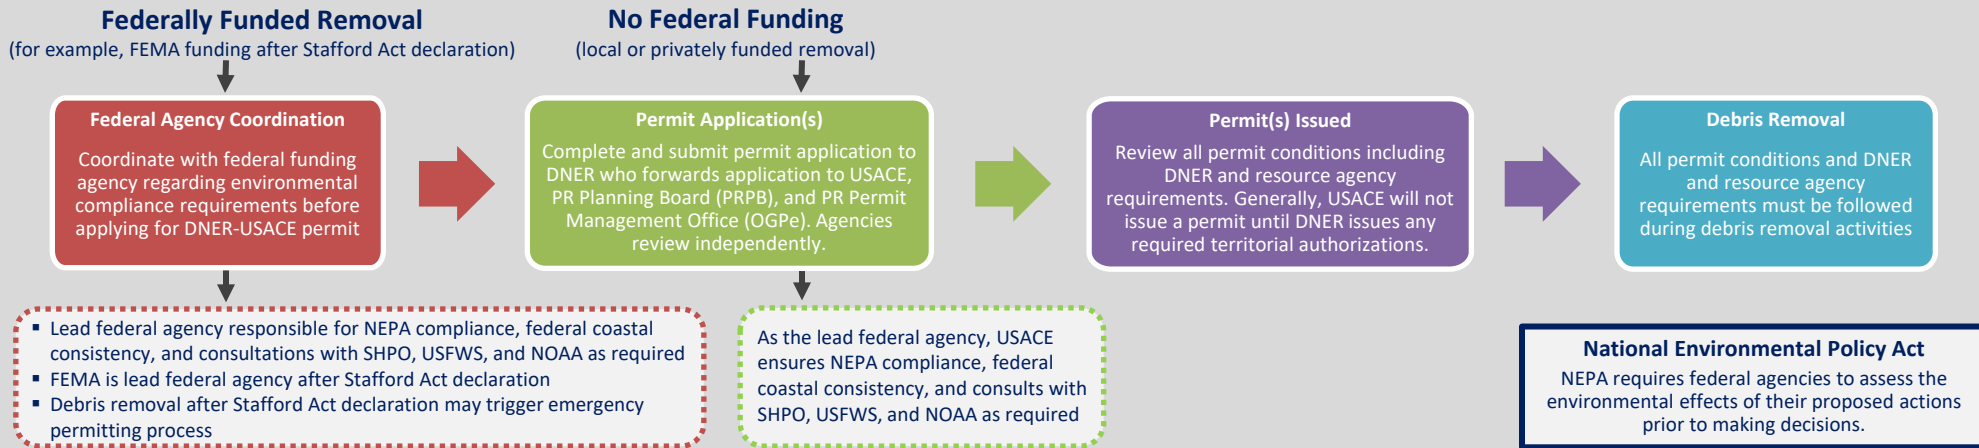 Federally Funded Removal
(for example, FEMA funding after Stafford Act declaration)
No Federal Funding
(local or privately funded removal)
Federal Agency Coordination
Coordinate with federal funding
agency regarding environmental
compliance requirements before
applying for DNER-USACE permit
Permit Application(s)
Complete and submit permit application to
DNER who forwards application to USACE,
PR Planning Board (PRPB), and PR Permit
Management Office (OGPe). Agencies
review independently.
Permit(s) Issued
Review all permit conditions including
DNER and resource agency
requirements. Generally, USACE will not
issue a permit until DNER issues any
required territorial authorizations.
Debris Removal
All permit conditions and DNER
and resource agency
requirements must be followed
during debris removal activities
▪ Lead federal agency responsible for NEPA compliance, federal coastal
consistency, and consultations with SHPO, USFWS, and NOAA as required
▪ FEMA is lead federal agency after Stafford Act declaration
▪ Debris removal after Stafford Act declaration may trigger emergency
permitting process
As the lead federal agency, USACE
ensures NEPA compliance, federal
coastal consistency, and consults with
SHPO, USFWS, and NOAA as required
National Environmental Policy Act
NEPA requires federal agencies to assess the
environmental effects of their proposed actions
prior to making decisions.